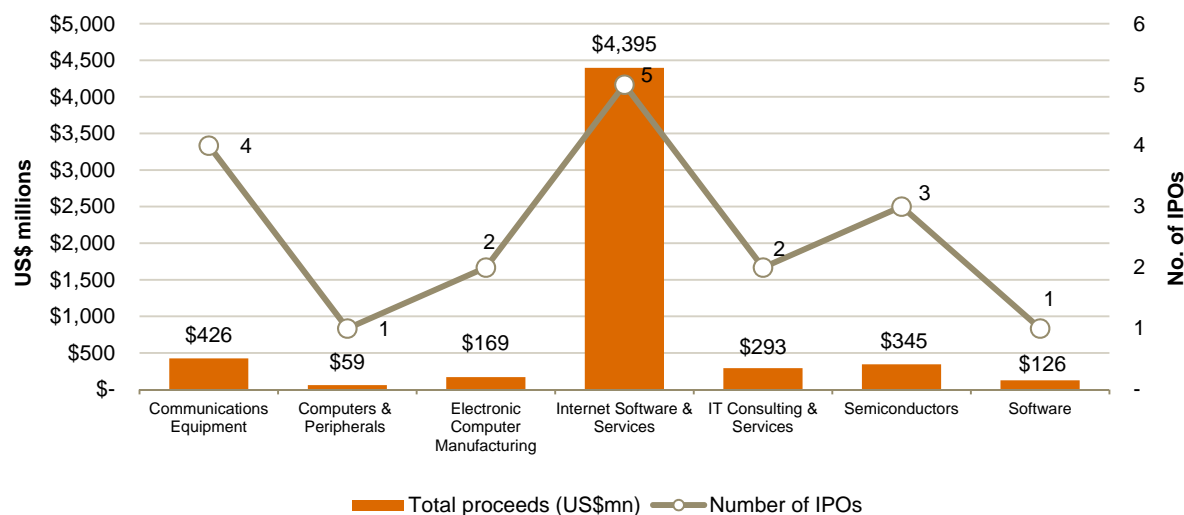 US$ millions
$5,000
$4,500
$4,000
$3,500
$3,000
$2,500
$2,000
$1,500
$1,000
$500
$-
$426
$59
$169
$4,395
$293
$345
$126
4
1
2
5
2
3
1
6
5
4
3
2
1
-
No. of IPOs
Communications
Equipment
Computers &
Peripherals
Electronic
Computer
Manufacturing
Internet Software &
Services
IT Consulting &
Services
Semiconductors
Software
Total proceeds (US$mn)
Number of IPOs